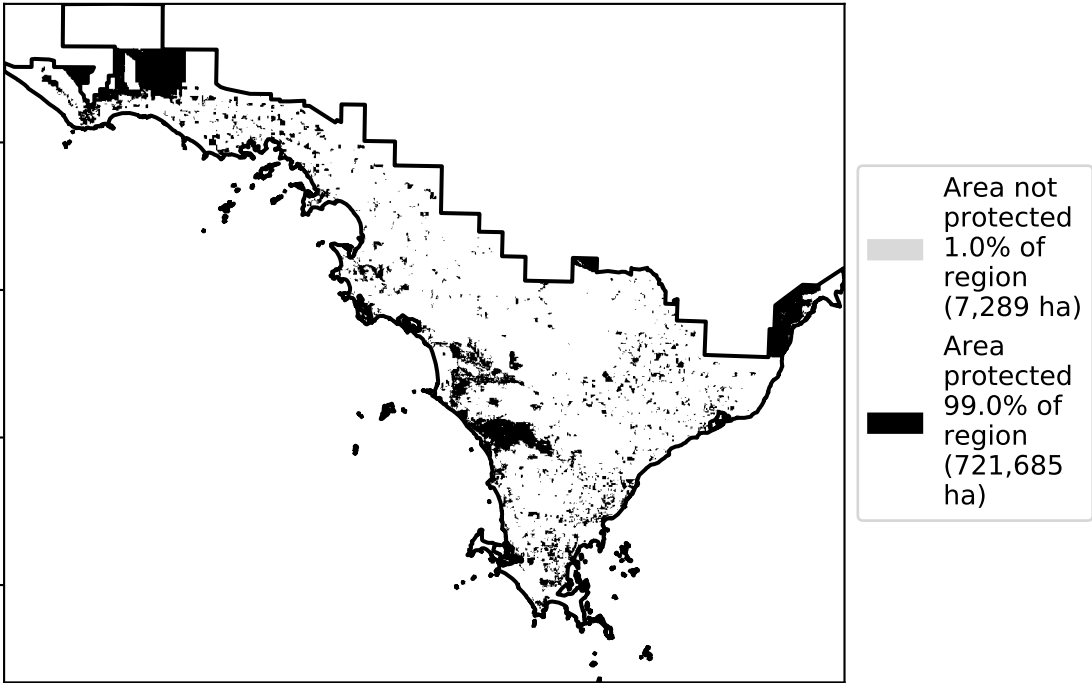 Area not
protected
1.0% of
region
(7,289 ha)
Area
protected
99.0% of
region
(721,685
ha)